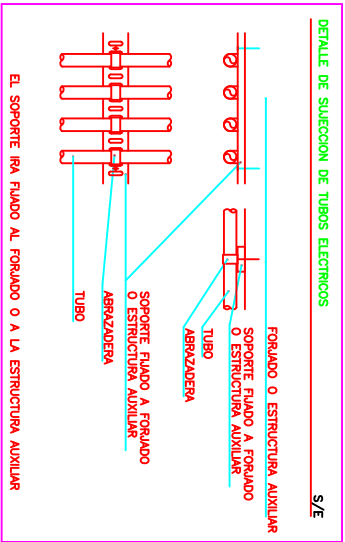 DETALLE DE SUJECCION DE TUBOS ELECTRICOS
S/E
FORJADO O ESTRUCTURA AUXILIAR
SOPORTE FIJADO A FORJADO
O ESTRUCTURA AUXILIAR
TUBO
ABRAZADERA
SOPORTE FIJADO A FORJADO
O ESTRUCTURA AUXILIAR
ABRAZADERA
TUBO
EL SOPORTE IRA FIJADO AL FORJADO O A LA ESTRUCTURA AUXILIAR